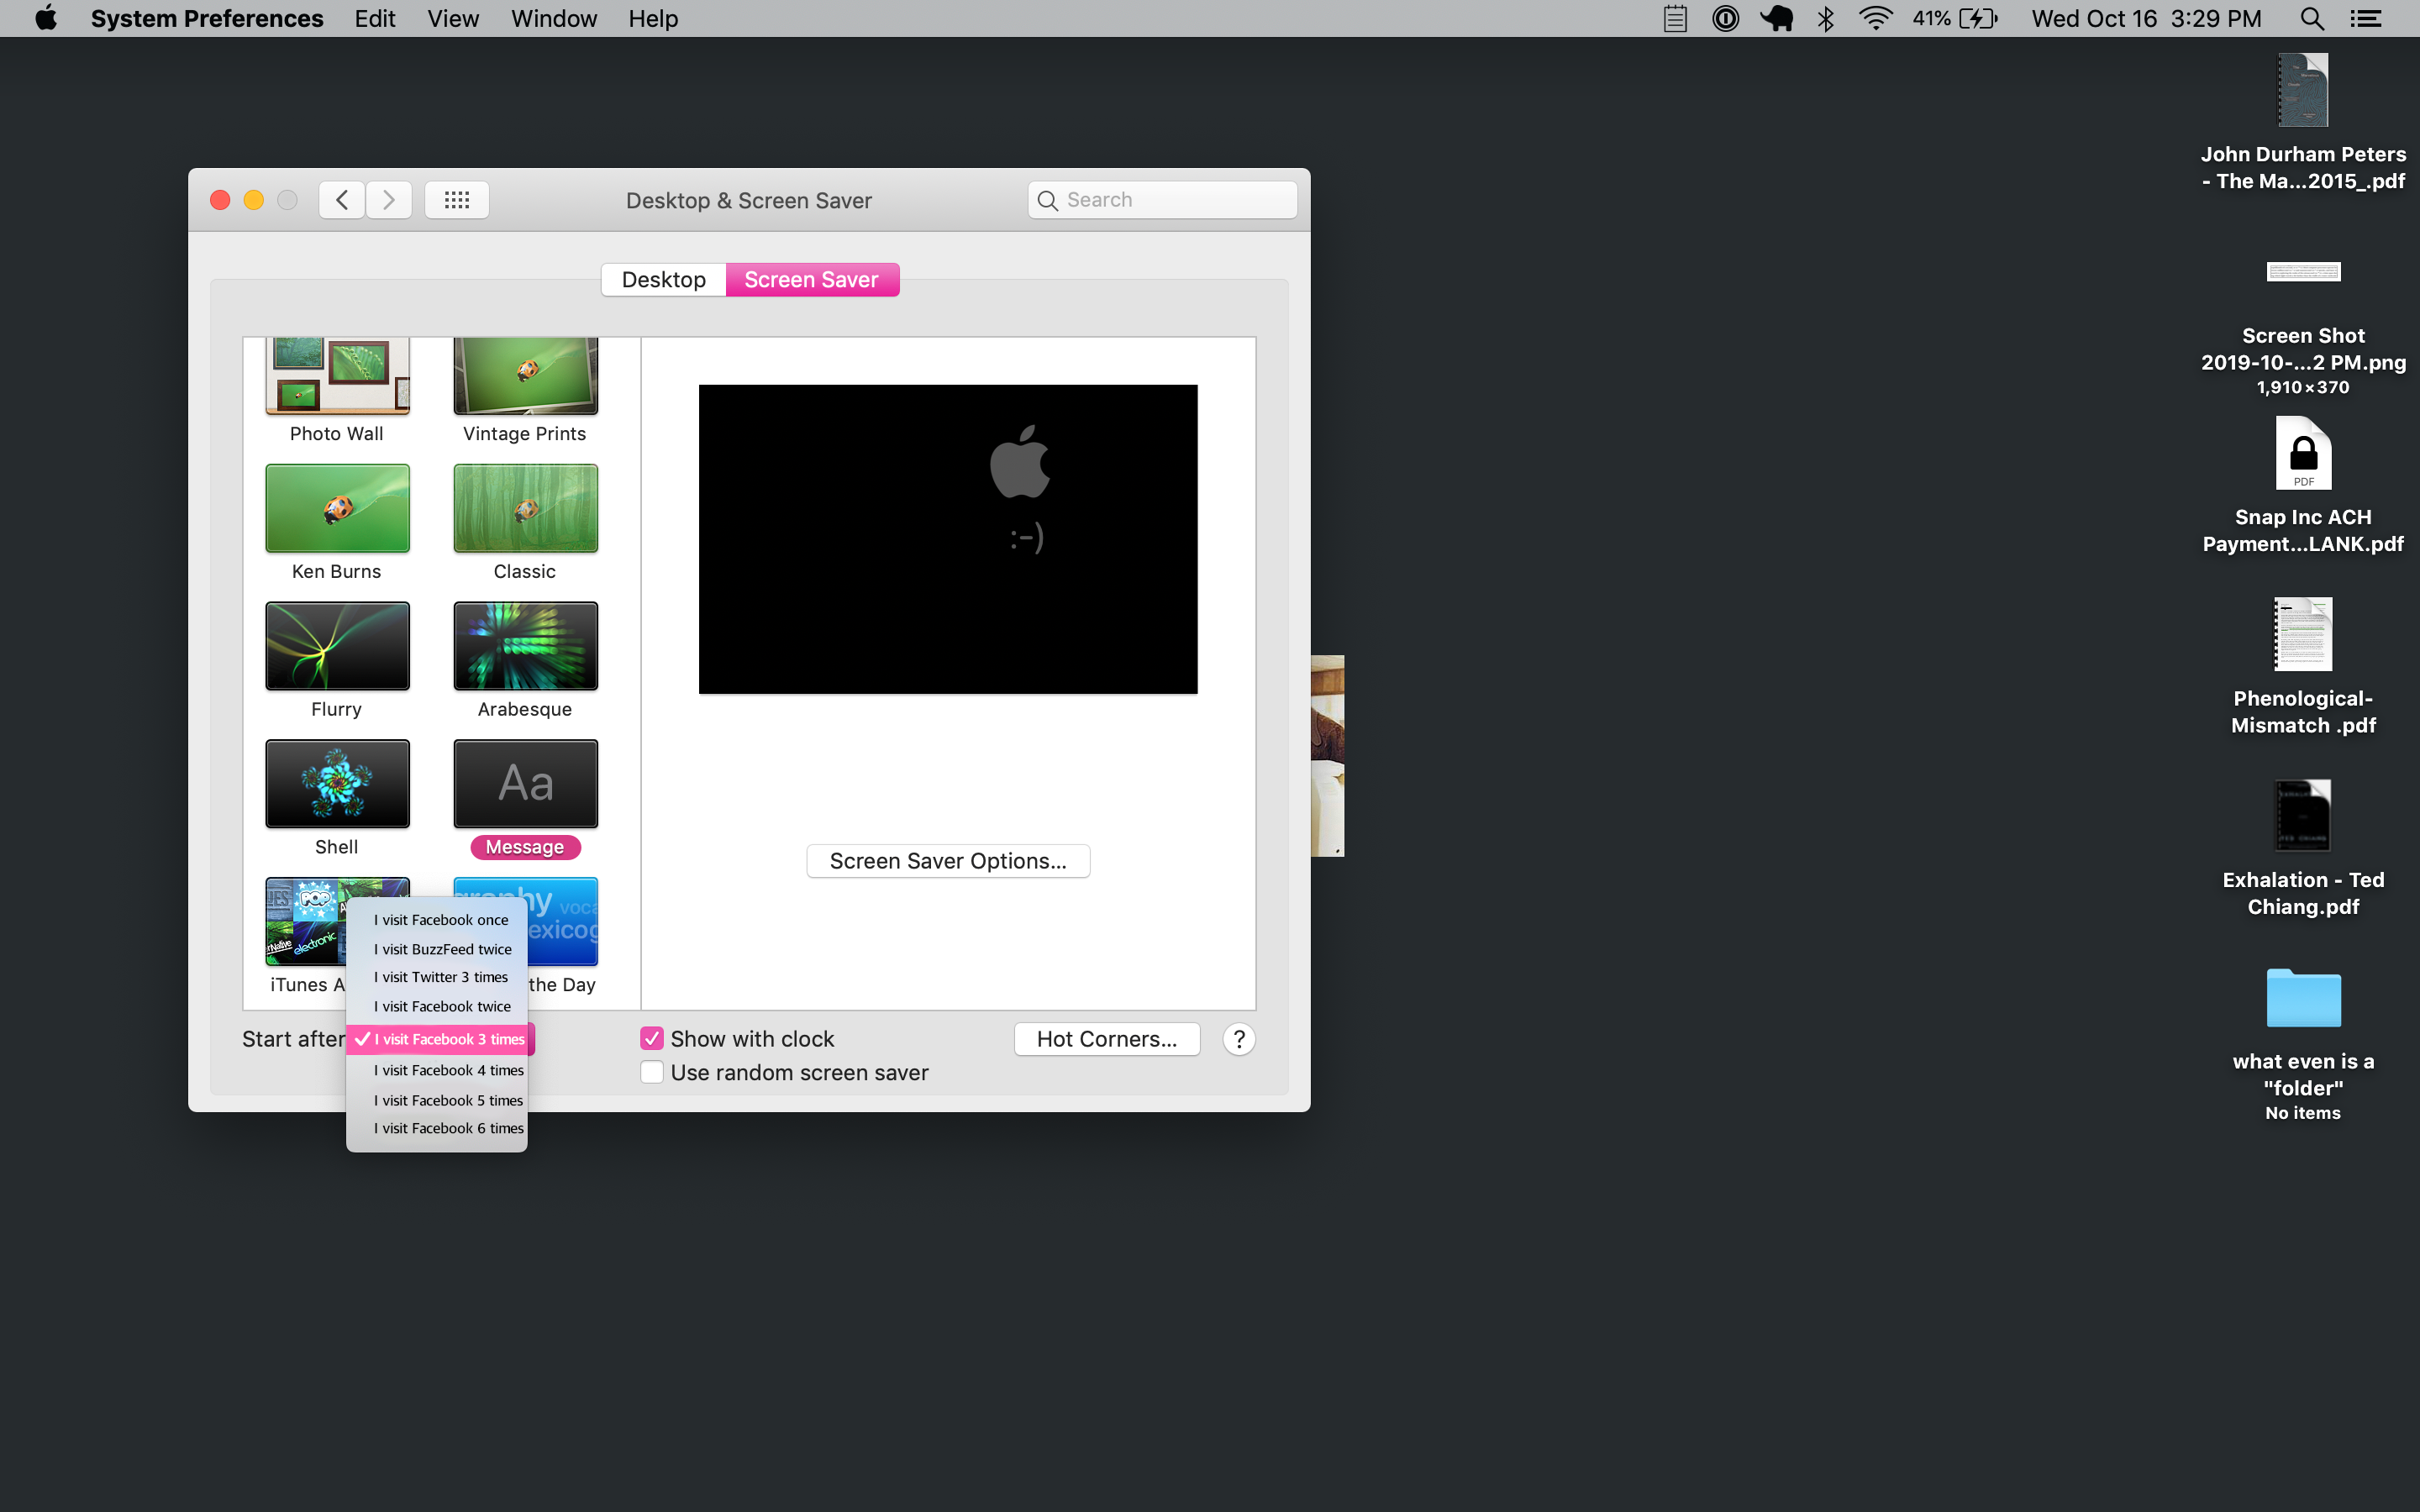 System Preferences Edit View Window Help
41% Wed Oct 16 3:29 PM
Desktop & Screen Saver
Search
Desktop Screen Saver
Photo Wall
Vintage Prints
Ken Burns
Classic
Flurry
Arabesque
Shell
Aa
Message
POP
electronic
iTunes A
the Day
:-)
Screen Saver Options...
Start after
I visit Facebook once
I visit BuzzFeed twice
I visit Twitter 3 times
I visit Facebook twice
✓ I visit Facebook 3 times
I visit Facebook 4 times
I visit Facebook 5 times
I visit Facebook 6 times
Show with clock
Use random screen saver
Hot Corners...
?
John Durham Peters
- The Ma...2015_.pdf
Screen Shot
2019-10-...2 PM.png
1,910×370
PDF
Snap Inc ACH
Payment...LANK.pdf
Phenological-
Mismatch .pdf
Exhalation - Ted
Chiang.pdf
what even is a
"folder"
No items